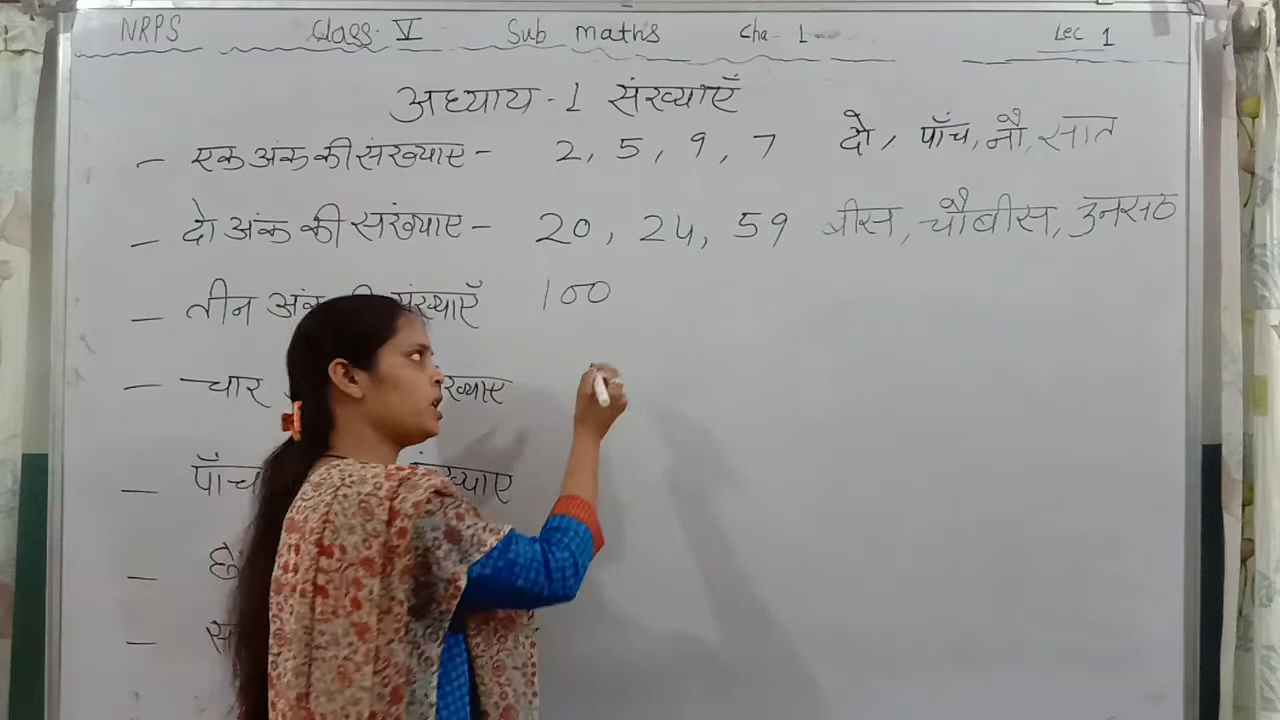 NRPS Class V Sub maths Cha- 1 Lec 1
अध्याय - 1 संख्याएँ
– एक अंक की संख्याए – 2, 5, 9, 7 दो, पाँच, नौ, सात
– दो अंक की संख्याए – 20, 24, 59 बीस, चौबीस, उनसठ
– तीन संख्याएँ 100
– चार
– पाँच